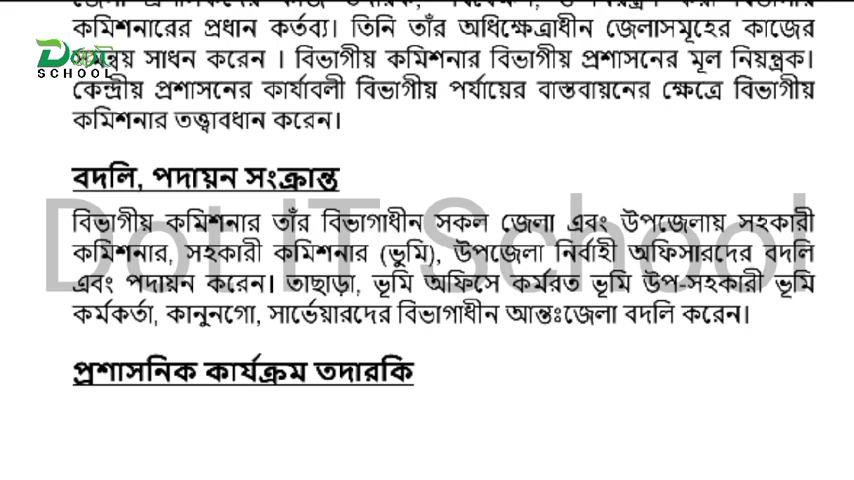 কমিশনারের প্রধান কর্তব্য। তিনি তাঁর অধিক্ষেত্রাধীন জেলাসমূহের কাজের
সমন্বয় সাধন করেন । বিভাগীয় কমিশনার বিভাগীয় প্রশাসনের মূল নিয়ন্ত্রক।
কেন্দ্রীয় প্রশাসনের কার্যাবলী বিভাগীয় পর্যায়ের বাস্তবায়নের ক্ষেত্রে বিভাগীয়
কমিশনার তত্ত্বাবধান করেন।
বদলি, পদায়ন সংক্রান্ত
বিভাগীয় কমিশনার তাঁর বিভাগাধীন সকল জেলা এবং উপজেলায় সহকারী
কমিশনার, সহকারী কমিশনার (ভুমি), উপজেলা নির্বাহী অফিসারদের বদলি
এবং পদায়ন করেন। তাছাড়া, ভূমি অফিসে কর্মরত ভূমি উপ-সহকারী ভূমি
কর্মকর্তা, কানুনগো, সার্ভেয়ারদের বিভাগাধীন আন্তঃজেলা বদলি করেন।
প্রশাসনিক কার্যক্রম তদারকি
SCHOOL
Dot IT School